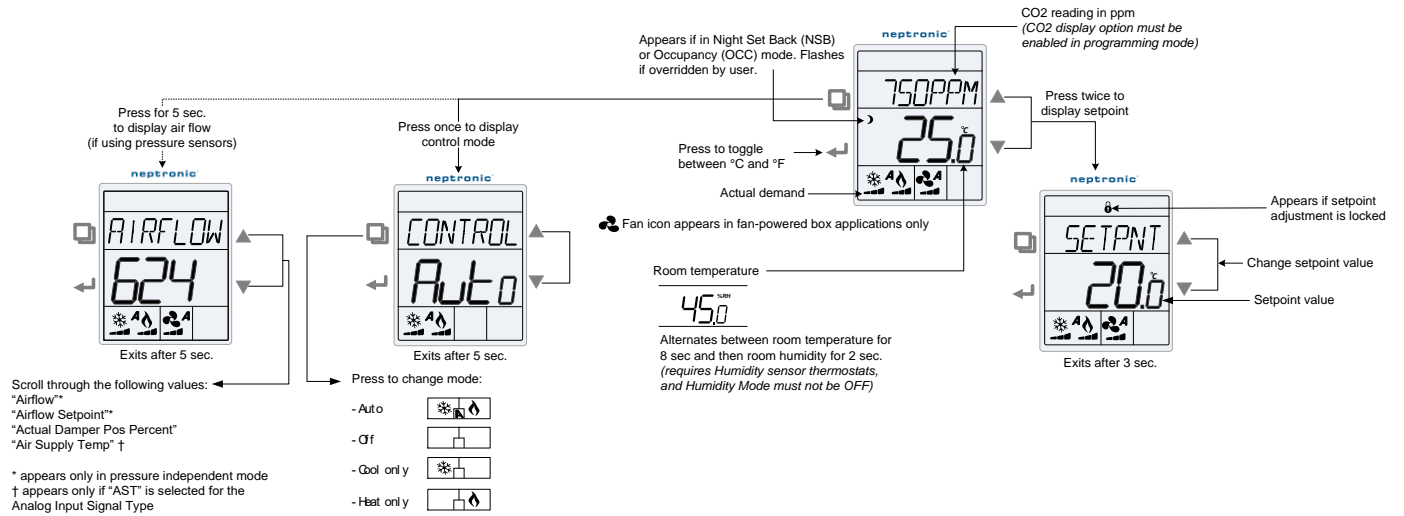 CO2 reading in ppm
(CO2 display option must be
enabled in programming mode)
Appears if in Night Set Back (NSB)
or Occupancy (OCC) mode. Flashes
if overridden by user.
neptronic
750PPM
25.0 °C
A
A
Press twice to
display setpoint
Press to toggle
between °C and °F
Actual demand
Fan icon appears in fan-powered box applications only
Room temperature
45.0 %RH
Alternates between room temperature for
8 sec and then room humidity for 2 sec.
(requires Humidity sensor thermostats,
and Humidity Mode must not be OFF)
Press for 5 sec.
to display air flow
(if using pressure sensors)
neptronic
AIRFLOW
624
A
A
Exits after 5 sec.
Scroll through the following values:
“Airflow”*
“Airflow Setpoint”*
“Actual Damper Pos Percent”
“Air Supply Temp” †
* appears only in pressure independent mode
† appears only if “AST” is selected for the
Analog Input Signal Type
Press once to display
control mode
neptronic
CONTROL
Auto
A
Exits after 5 sec.
Press to change mode:
- Auto
A
- Off
- Cool only
- Heat only
neptronic
SETPNT
20.0 °C
A
A
Exits after 3 sec.
Appears if setpoint
adjustment is locked
Change setpoint value
Setpoint value